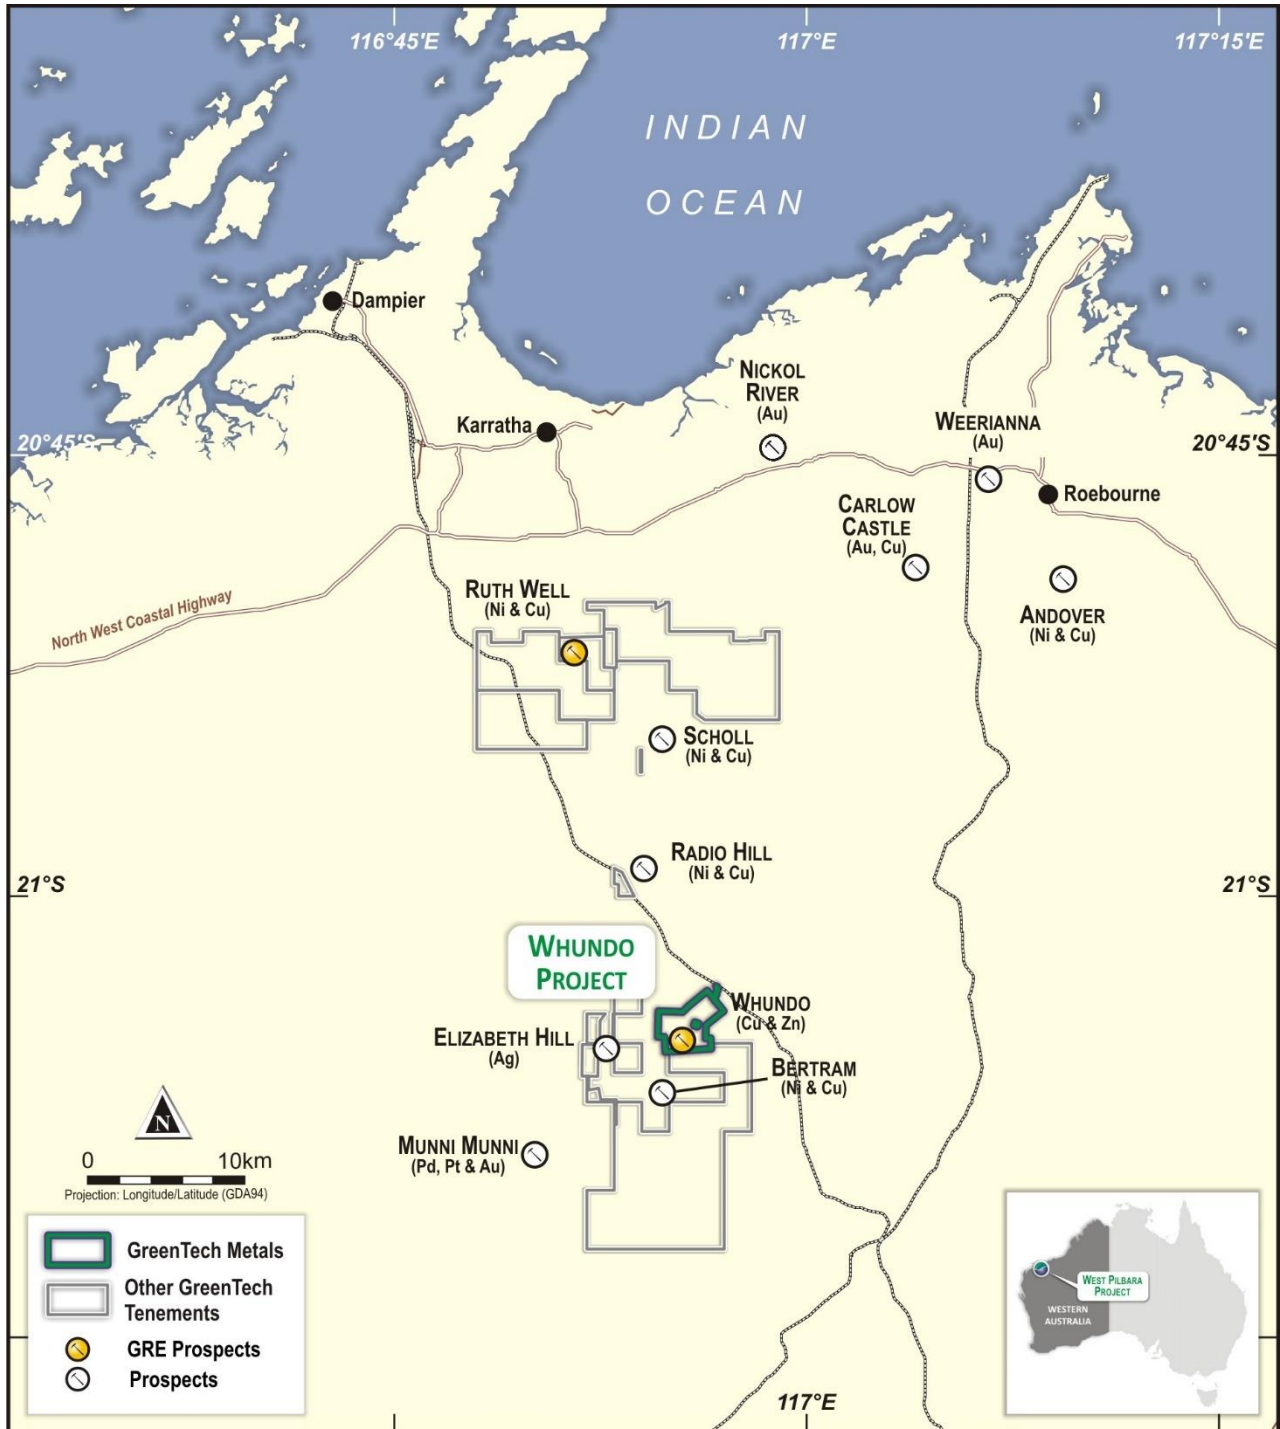 116°45'E
117°E
117°15'E
INDIAN
OCEAN
Dampier
NICKOL
RIVER
(Au)
Karratha
WEERIANNA
(Au)
20°45'S
20°45'S
Roebourne
CARLOW
CASTLE
(Au, Cu)
RUTH WELL
(Ni & Cu)
ANDOVER
(Ni & Cu)
North West Coastal Highway
SCHOLL
(Ni & Cu)
RADIO HILL
(Ni & Cu)
21°S
21°S
WHUNDO
PROJECT
WHUNDO
(Cu & Zn)
ELIZABETH HILL
(Ag)
BERTRAM
(Ni & Cu)
MUNNI MUNNI
(Pd, Pt & Au)
N
0 10km
Projection: Longitude/Latitude (GDA94)
GreenTech Metals
Other GreenTech
Tenements
GRE Prospects
Prospects
WEST PILBARA
PROJECT
WESTERN
AUSTRALIA
117°E